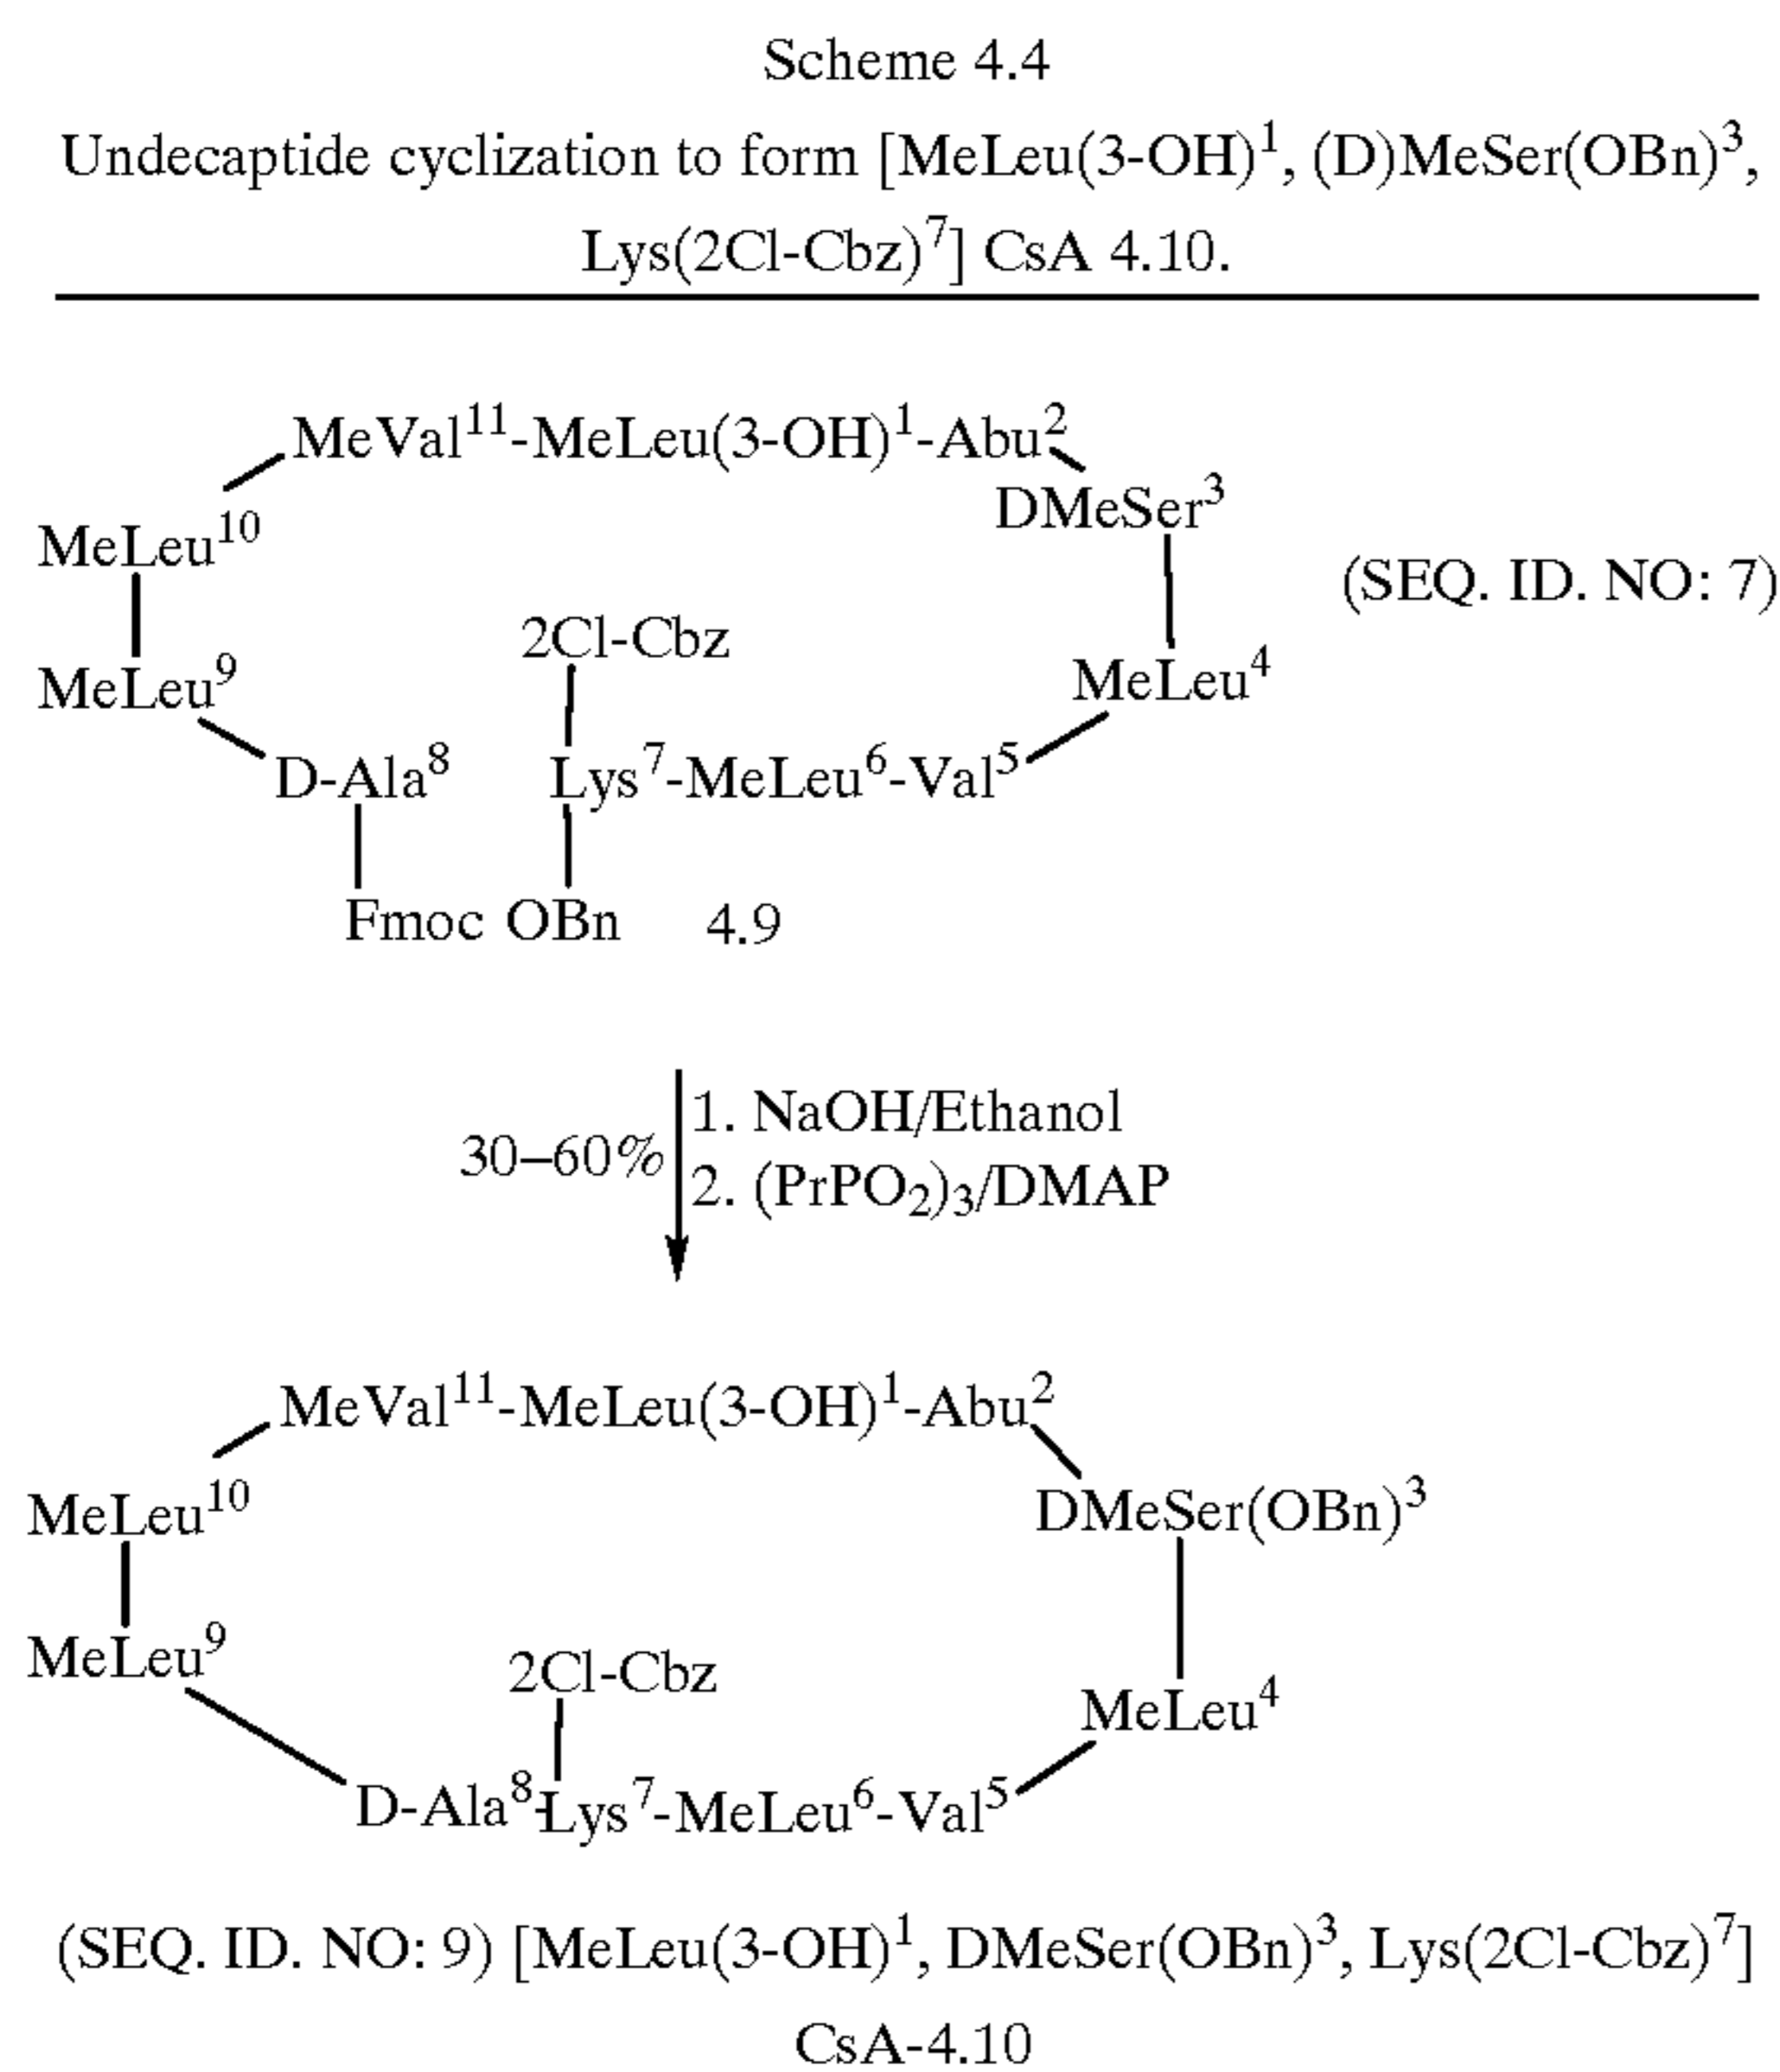 Scheme 4.4
Undecaptide cyclization to form [MeLeu(3-OH)¹, (D)MeSer(OBn)³,
Lys(2Cl-Cbz)⁷] CsA 4.10.
MeVal¹¹-MeLeu(3-OH)¹-Abu²
DMeSer³
MeLeu¹⁰
(SEQ. ID. NO: 7)
2Cl-Cbz
MeLeu⁹
MeLeu⁴
D-Ala⁸
Lys⁷-MeLeu⁶-Val⁵
Fmoc OBn 4.9
30–60%
1. NaOH/Ethanol
2. (PrPO₂)₃/DMAP
MeVal¹¹-MeLeu(3-OH)¹-Abu²
MeLeu¹⁰
DMeSer(OBn)³
MeLeu⁹
2Cl-Cbz
MeLeu⁴
D-Ala⁸-Lys⁷-MeLeu⁶-Val⁵
(SEQ. ID. NO: 9) [MeLeu(3-OH)¹, DMeSer(OBn)³, Lys(2Cl-Cbz)⁷]
CsA-4.10